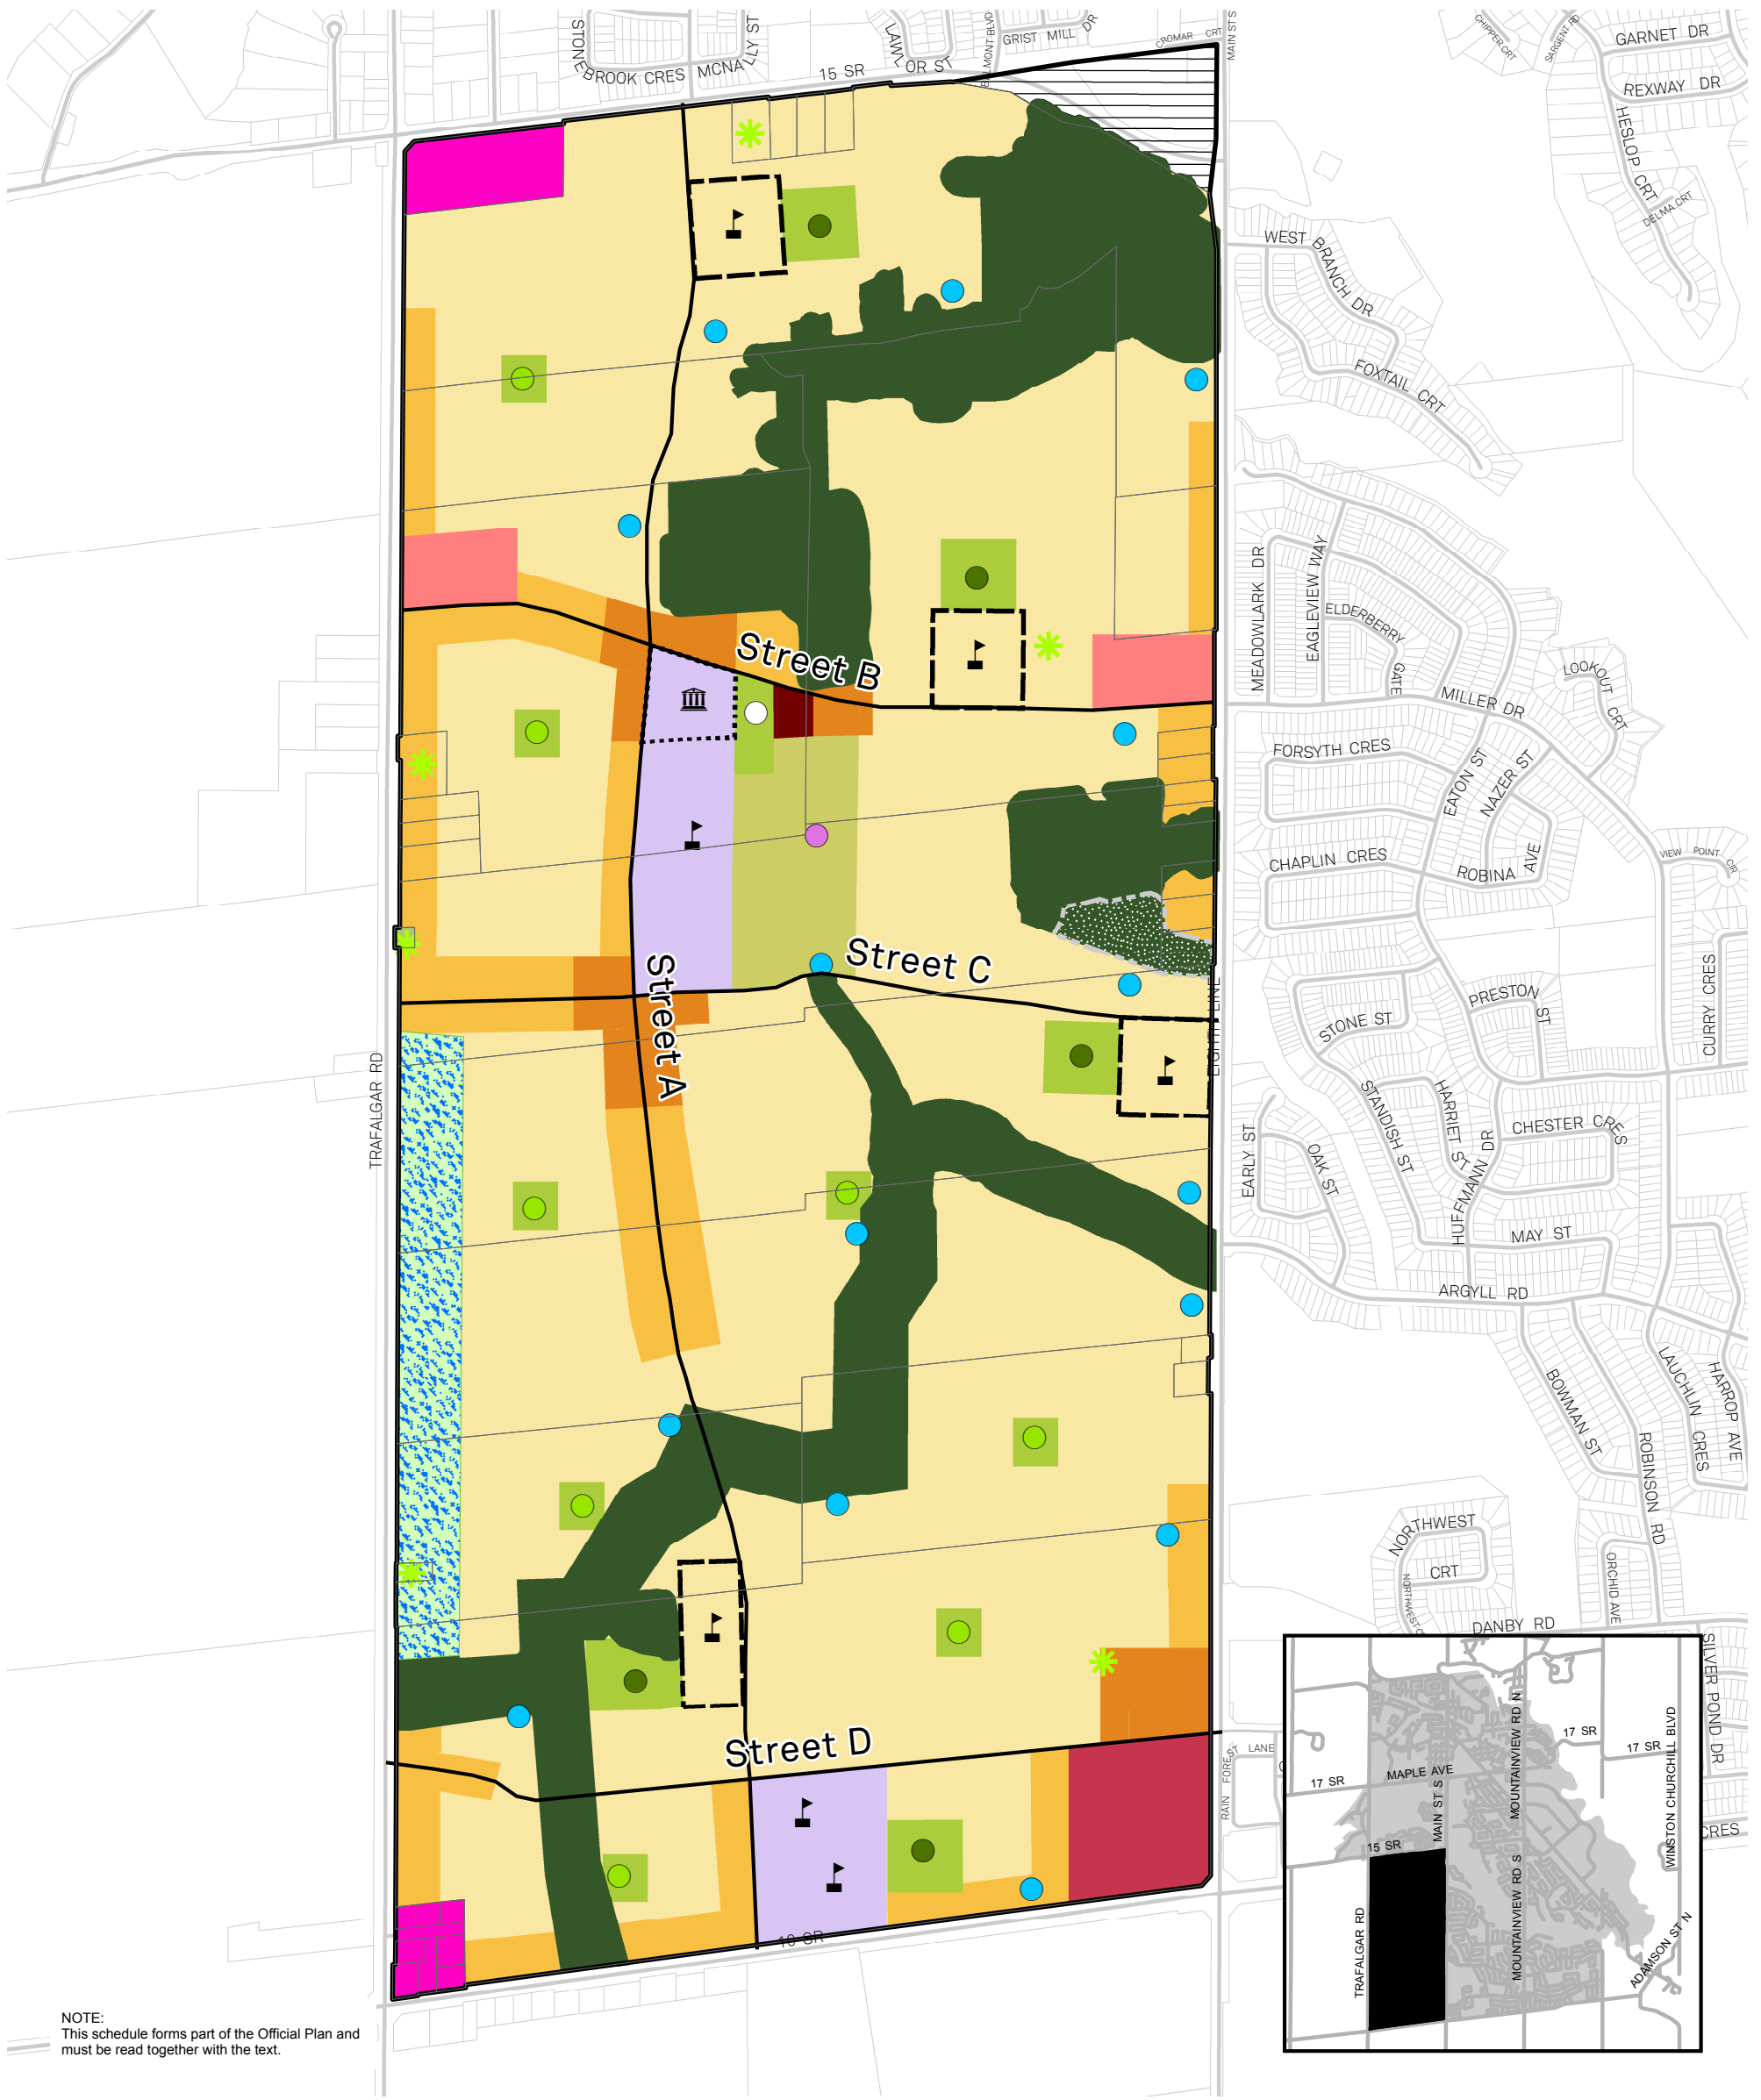 STONEBROOK CRES
MCNALLY ST
15 SR
LAWLOR ST
GRIST MILL DR
CROMAR CRT
MAIN ST S
CHIPPER CRT
SARGENT RD
GARNET DR
REXWAY DR
HESLOP CRT
DELMA CRT
WEST BRANCH DR
FOXTAIL CRT
MEADOWLARK DR
EAGLEVIEW WAY
ELDERBERRY GATE
LOOKOUT CRT
MILLER DR
Street B
FORSYTH CRES
EATON ST
NAZER ST
CHAPLIN CRES
ROBINA AVE
VIEW POINT CIR
Street C
Street A
PRESTON ST
STONE ST
CURRY CRES
EIGHTH LINE
TRAFALGAR RD
STANDISH ST
HARRIET ST
CHESTER CRES
EARLY ST
OAK ST
HUFFMANN DR
MAY ST
ARGYLL RD
BOWMAN ST
LAUCHLIN CRES
HARROP AVE
ROBINSON RD
NORTHWEST CRT
ORCHID AVE
DANBY RD
SILVER POND DR
Street D
RAIN FOREST LANE
CRES
10 SR
17 SR
17 SR
17 SR
MAPLE AVE
MAIN ST S
MOUNTAINVIEW RD N
WINSTON CHURCHILL BLVD
15 SR
MOUNTAINVIEW RD S
TRAFALGAR RD
ADAMSON ST N
NOTE:
This schedule forms part of the Official Plan and
must be read together with the text.